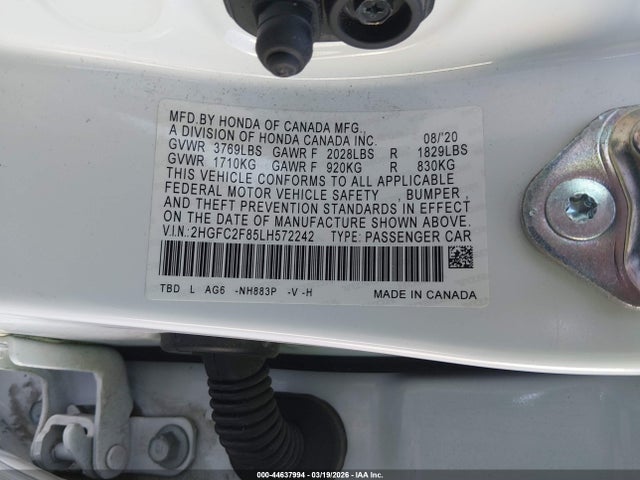 MFD.BY HONDA OF CANADA MFG.,
A DIVISION OF HONDA CANADA INC. 08/'20
GVWR 3769LBS GAWR F 2028LBS R 1829LBS
GVWR 1710KG GAWR F 920KG R 830KG
THIS VEHICLE CONFORMS TO ALL APPLICABLE
FEDERAL MOTOR VEHICLE SAFETY , BUMPER
AND THEFT PREVENTION STANDARDS IN EFFECT
ON THE DATE OF MANUFACTURE SHOWN ABOVE.
V.I.N.:2HGFC2F85LH572242 TYPE: PASSENGER CAR
TBD L AG6 -NH883P -V -H MADE IN CANADA
000-44637994 | 03/19/2026 | IAA Inc.